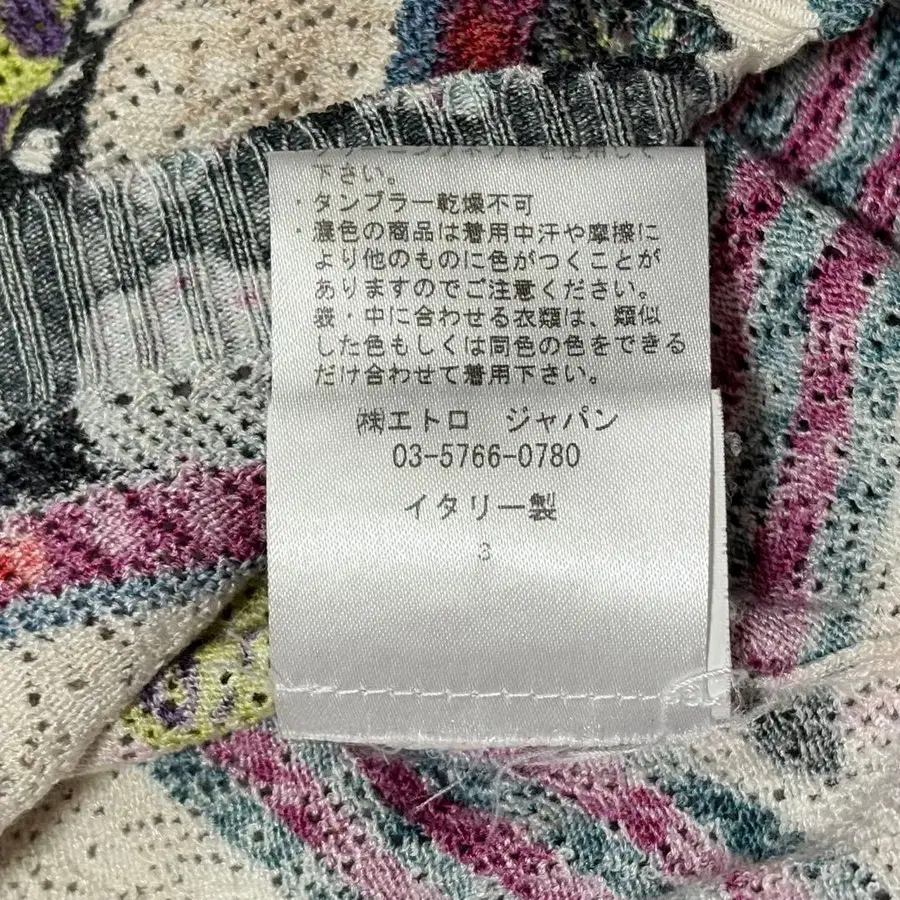 下さい。
・タンブラー乾燥不可
・濃色の商品は着用中汗や摩擦に
より他のものに色がつくことが
ありますのでご注意ください。
袋・中に合わせる衣類は、類似
した色もしくは同色の色をできる
だけ合わせて着用下さい。
㈱エトロ ジャパン
03-5766-0780
イタリー製
3